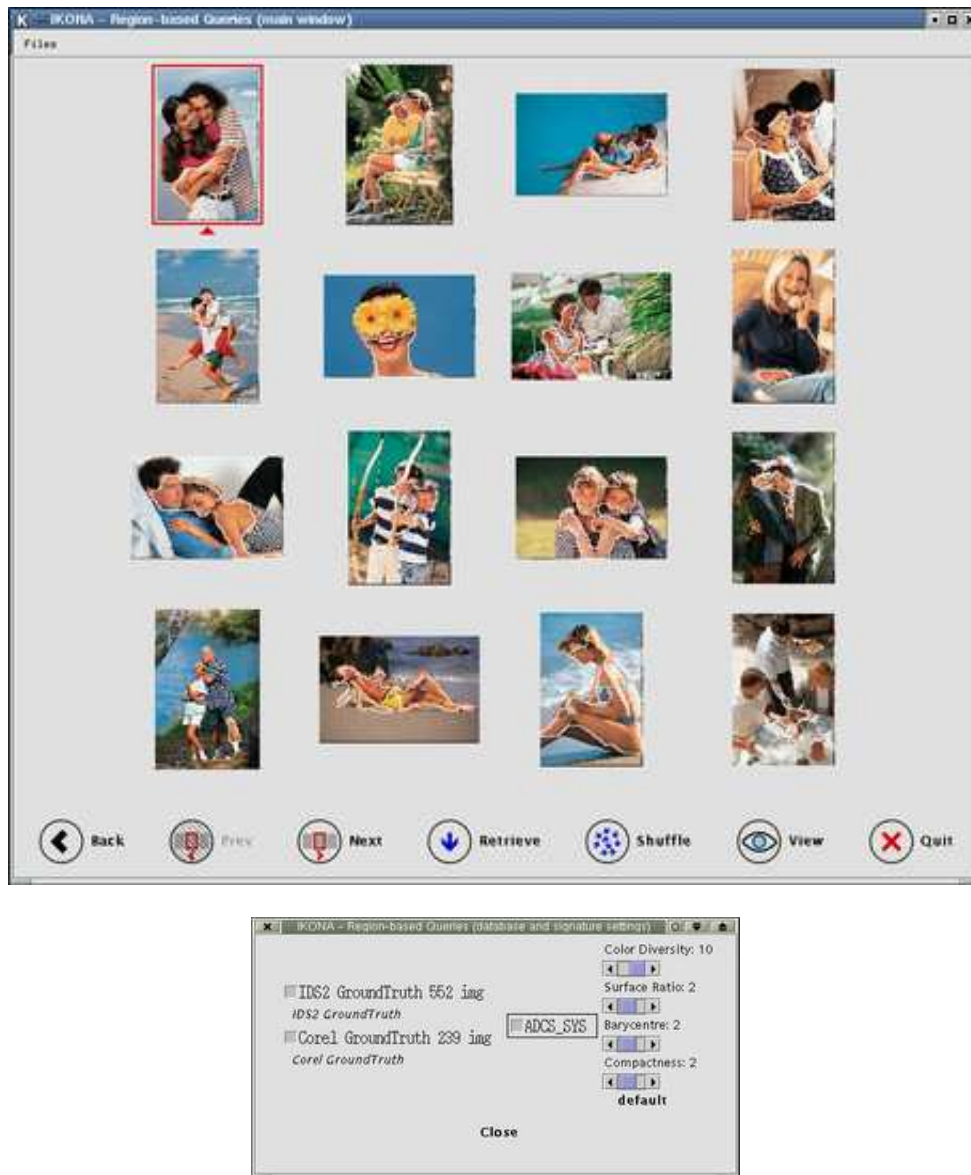 IKONA - Region-based Queries (main window)
Files
Back
Prev
Next
Retrieve
Shuffle
View
Quit
IKONA - Region-based Queries (database and signature settings)
Color Diversity: 10
IDS2 GroundTruth 552 img
IDS2 GroundTruth
Surface Ratio: 2
ADCS_SYS
Barycentre: 2
Corel GroundTruth 239 img
Corel GroundTruth
Compactness: 2
default
Close